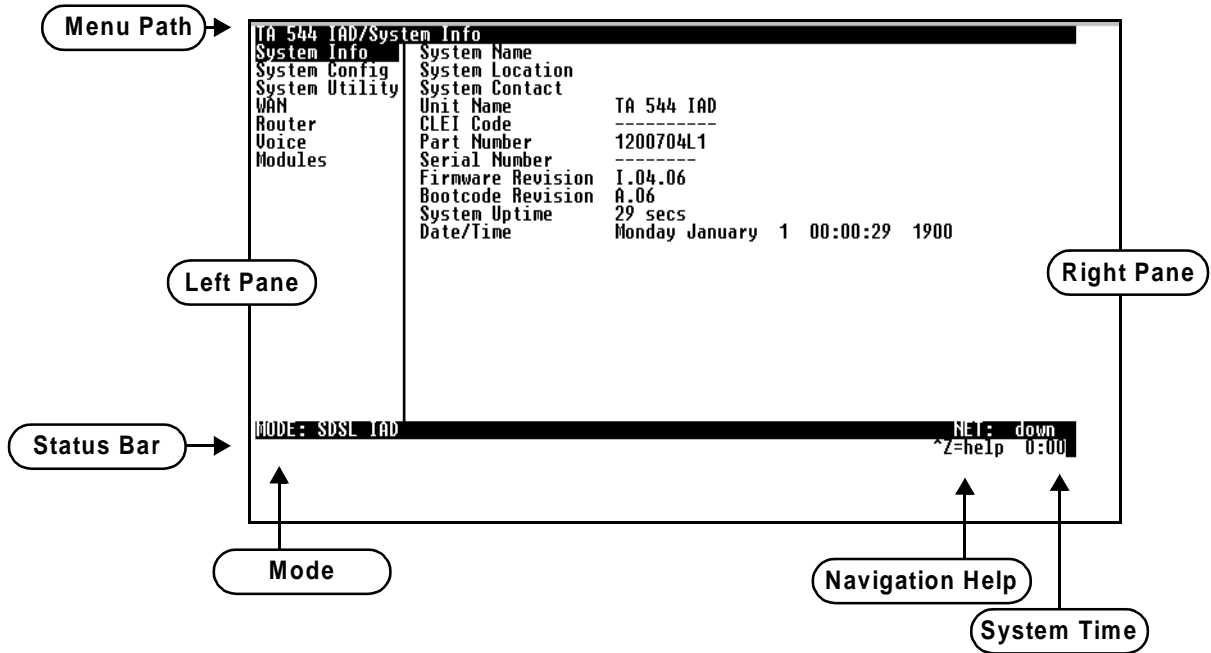 Menu Path
TA 544 IAD/System Info
System Info
System Config
System Utility
WAN
Router
Voice
Modules
System Name
System Location
System Contact
Unit Name TA 544 IAD
CLEI Code ----------
Part Number 1200704L1
Serial Number --------
Firmware Revision I.04.06
Bootcode Revision A.06
System Uptime 29 secs
Date/Time Monday January 1 00:00:29 1900
Left Pane
Right Pane
MODE: SDSL IAD NET: down
Status Bar
^Z=help 0:00
Mode
Navigation Help
System Time